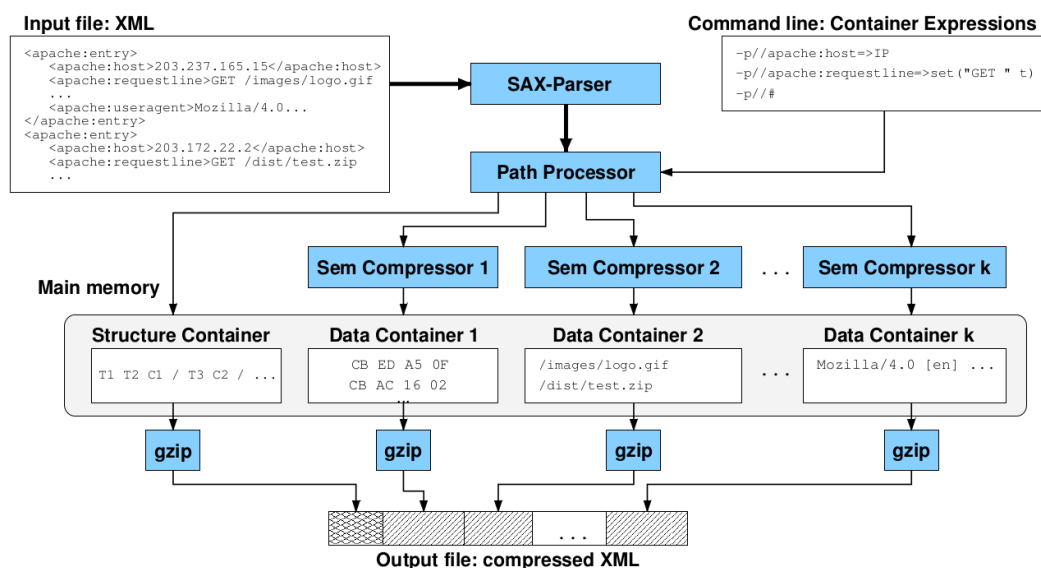 Input file: XML
Command line: Container Expressions
<apache:entry>
<apache:host>203.237.165.15</apache:host>
<apache:requestline>GET /images/logo.gif
...
<apache:useragent>Mozilla/4.0...
</apache:entry>
<apache:entry>
<apache:host>203.172.22.2</apache:host>
<apache:requestline>GET /dist/test.zip
...
-p//apache:host=>IP
-p//apache:requestline=>set("GET " t)
-p//#
SAX-Parser
Path Processor
Sem Compressor 1
Sem Compressor 2
...
Sem Compressor k
Main memory
Structure Container
T1 T2 C1 / T3 C2 / ...
Data Container 1
CB ED A5 0F
CB AC 16 02
...
Data Container 2
/images/logo.gif
/dist/test.zip
...
Data Container k
Mozilla/4.0 [en] ...
gzip
gzip
gzip
gzip
...
Output file: compressed XML